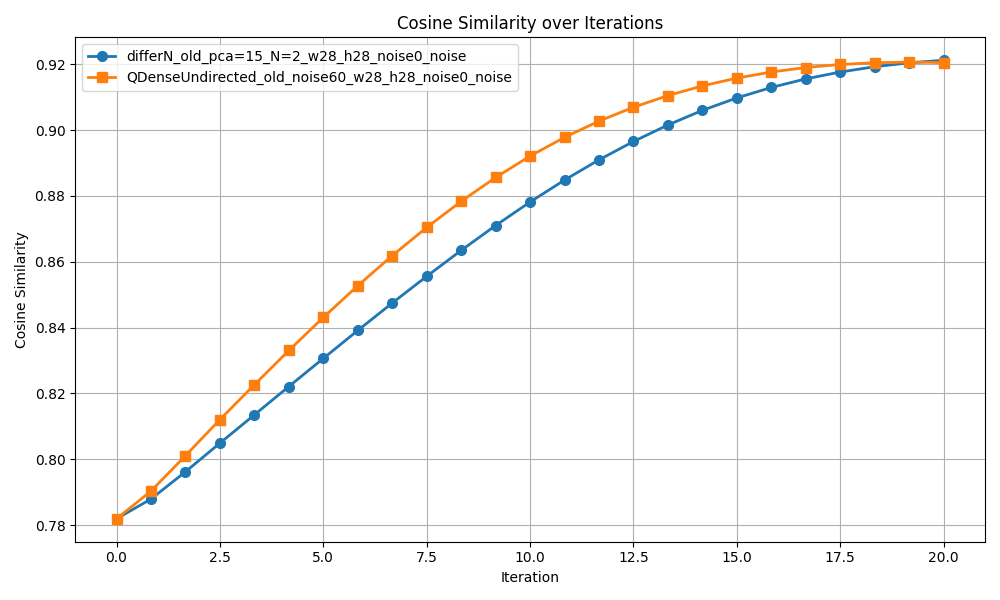 Cosine Similarity over Iterations
differN_old_pca=15_N=2_w28_h28_noise0_noise
QDenseUndirected_old_noise60_w28_h28_noise0_noise
Cosine Similarity
0.92
0.90
0.88
0.86
0.84
0.82
0.80
0.78
0.0 2.5 5.0 7.5 10.0 12.5 15.0 17.5 20.0
Iteration